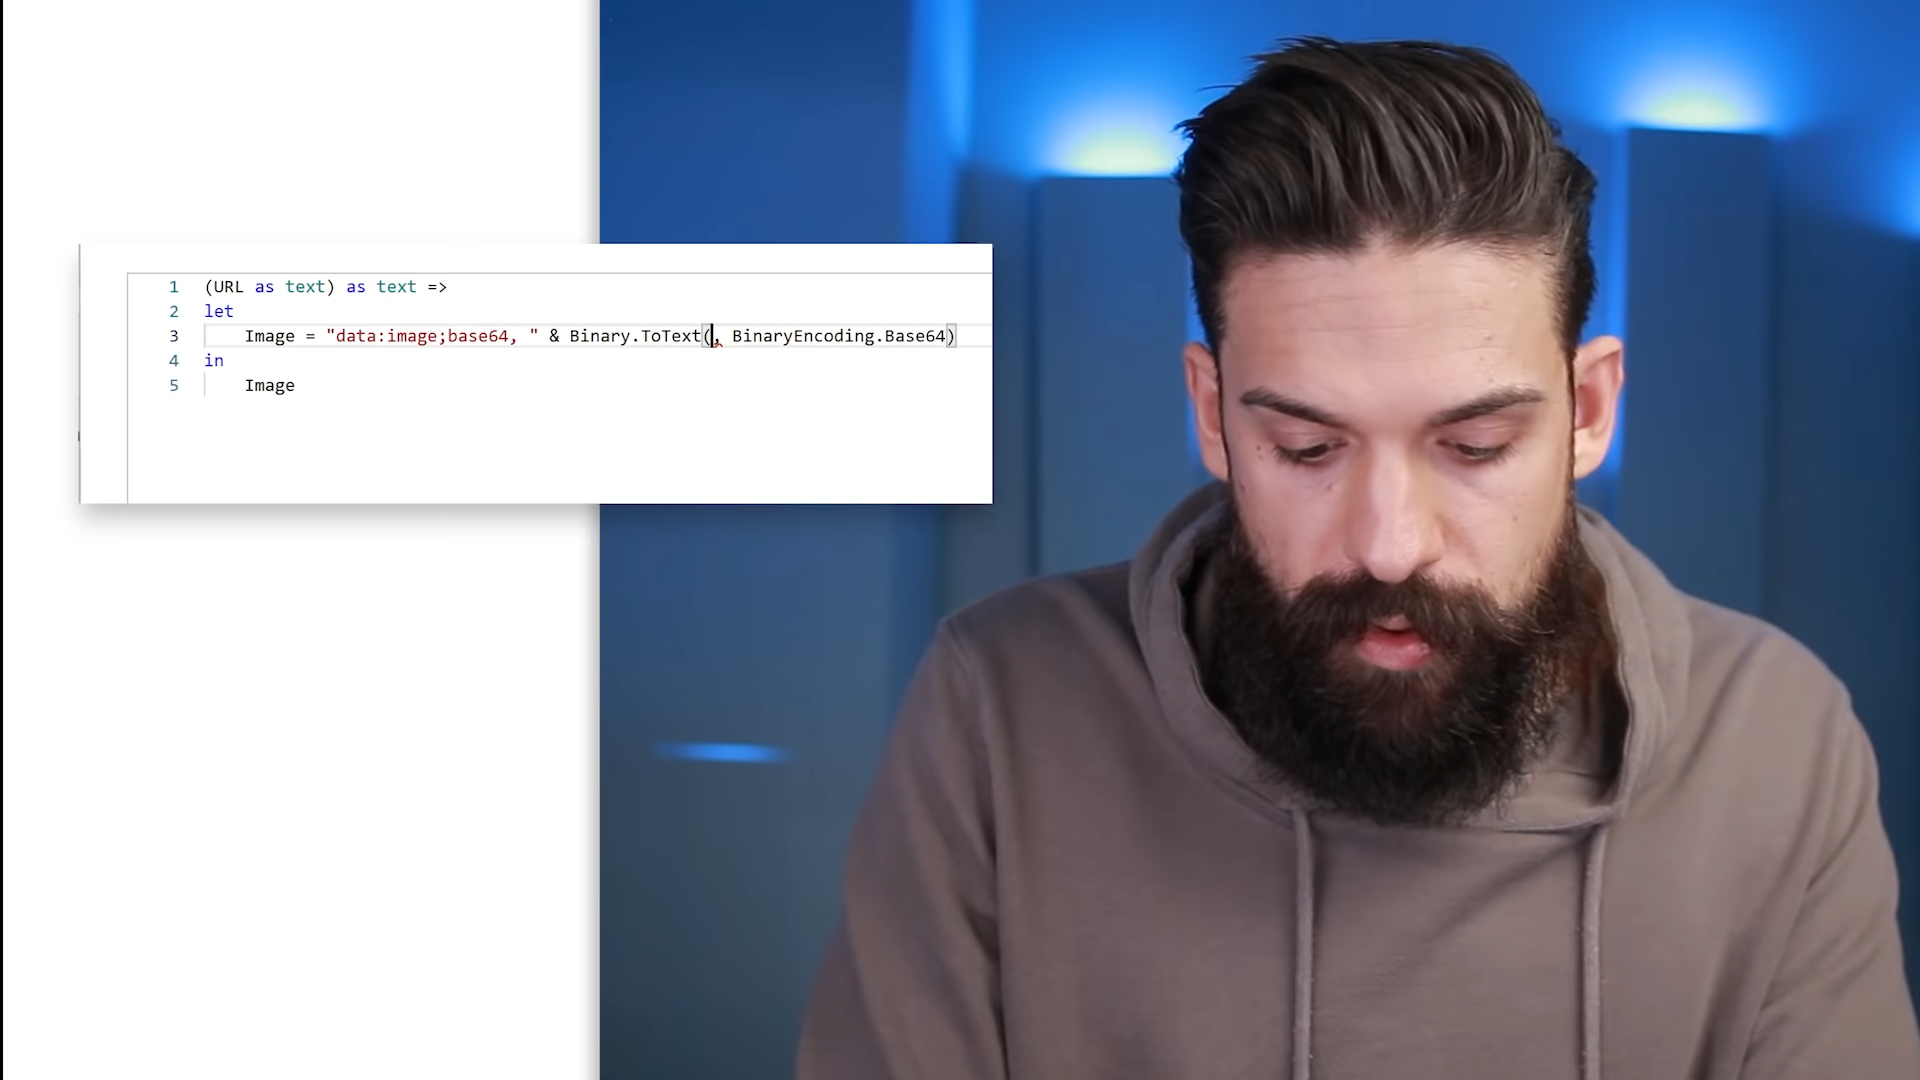 1 (URL as text) as text =>
2 let
3 Image = "data:image;base64, " & Binary.ToText(, BinaryEncoding.Base64)
4 in
5 Image